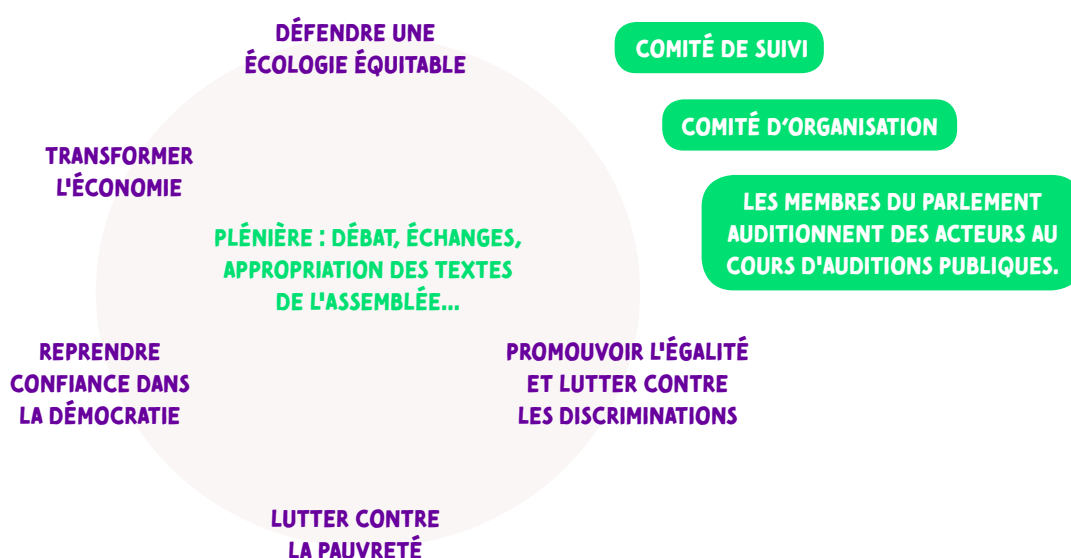 DÉFENDRE UNE
ÉCOLOGIE ÉQUITABLE
COMITÉ DE SUIVI
COMITÉ D'ORGANISATION
TRANSFORMER
L'ÉCONOMIE
LES MEMBRES DU PARLEMENT
AUDITIONNENT DES ACTEURS AU
COURS D'AUDITIONS PUBLIQUES.
PLÉNIÈRE : DÉBAT, ÉCHANGES,
APPROPRIATION DES TEXTES
DE L'ASSEMBLÉE...
REPRENDRE
CONFIANCE DANS
LA DÉMOCRATIE
PROMOUVOIR L'ÉGALITÉ
ET LUTTER CONTRE
LES DISCRIMINATIONS
LUTTER CONTRE
LA PAUVRETÉ